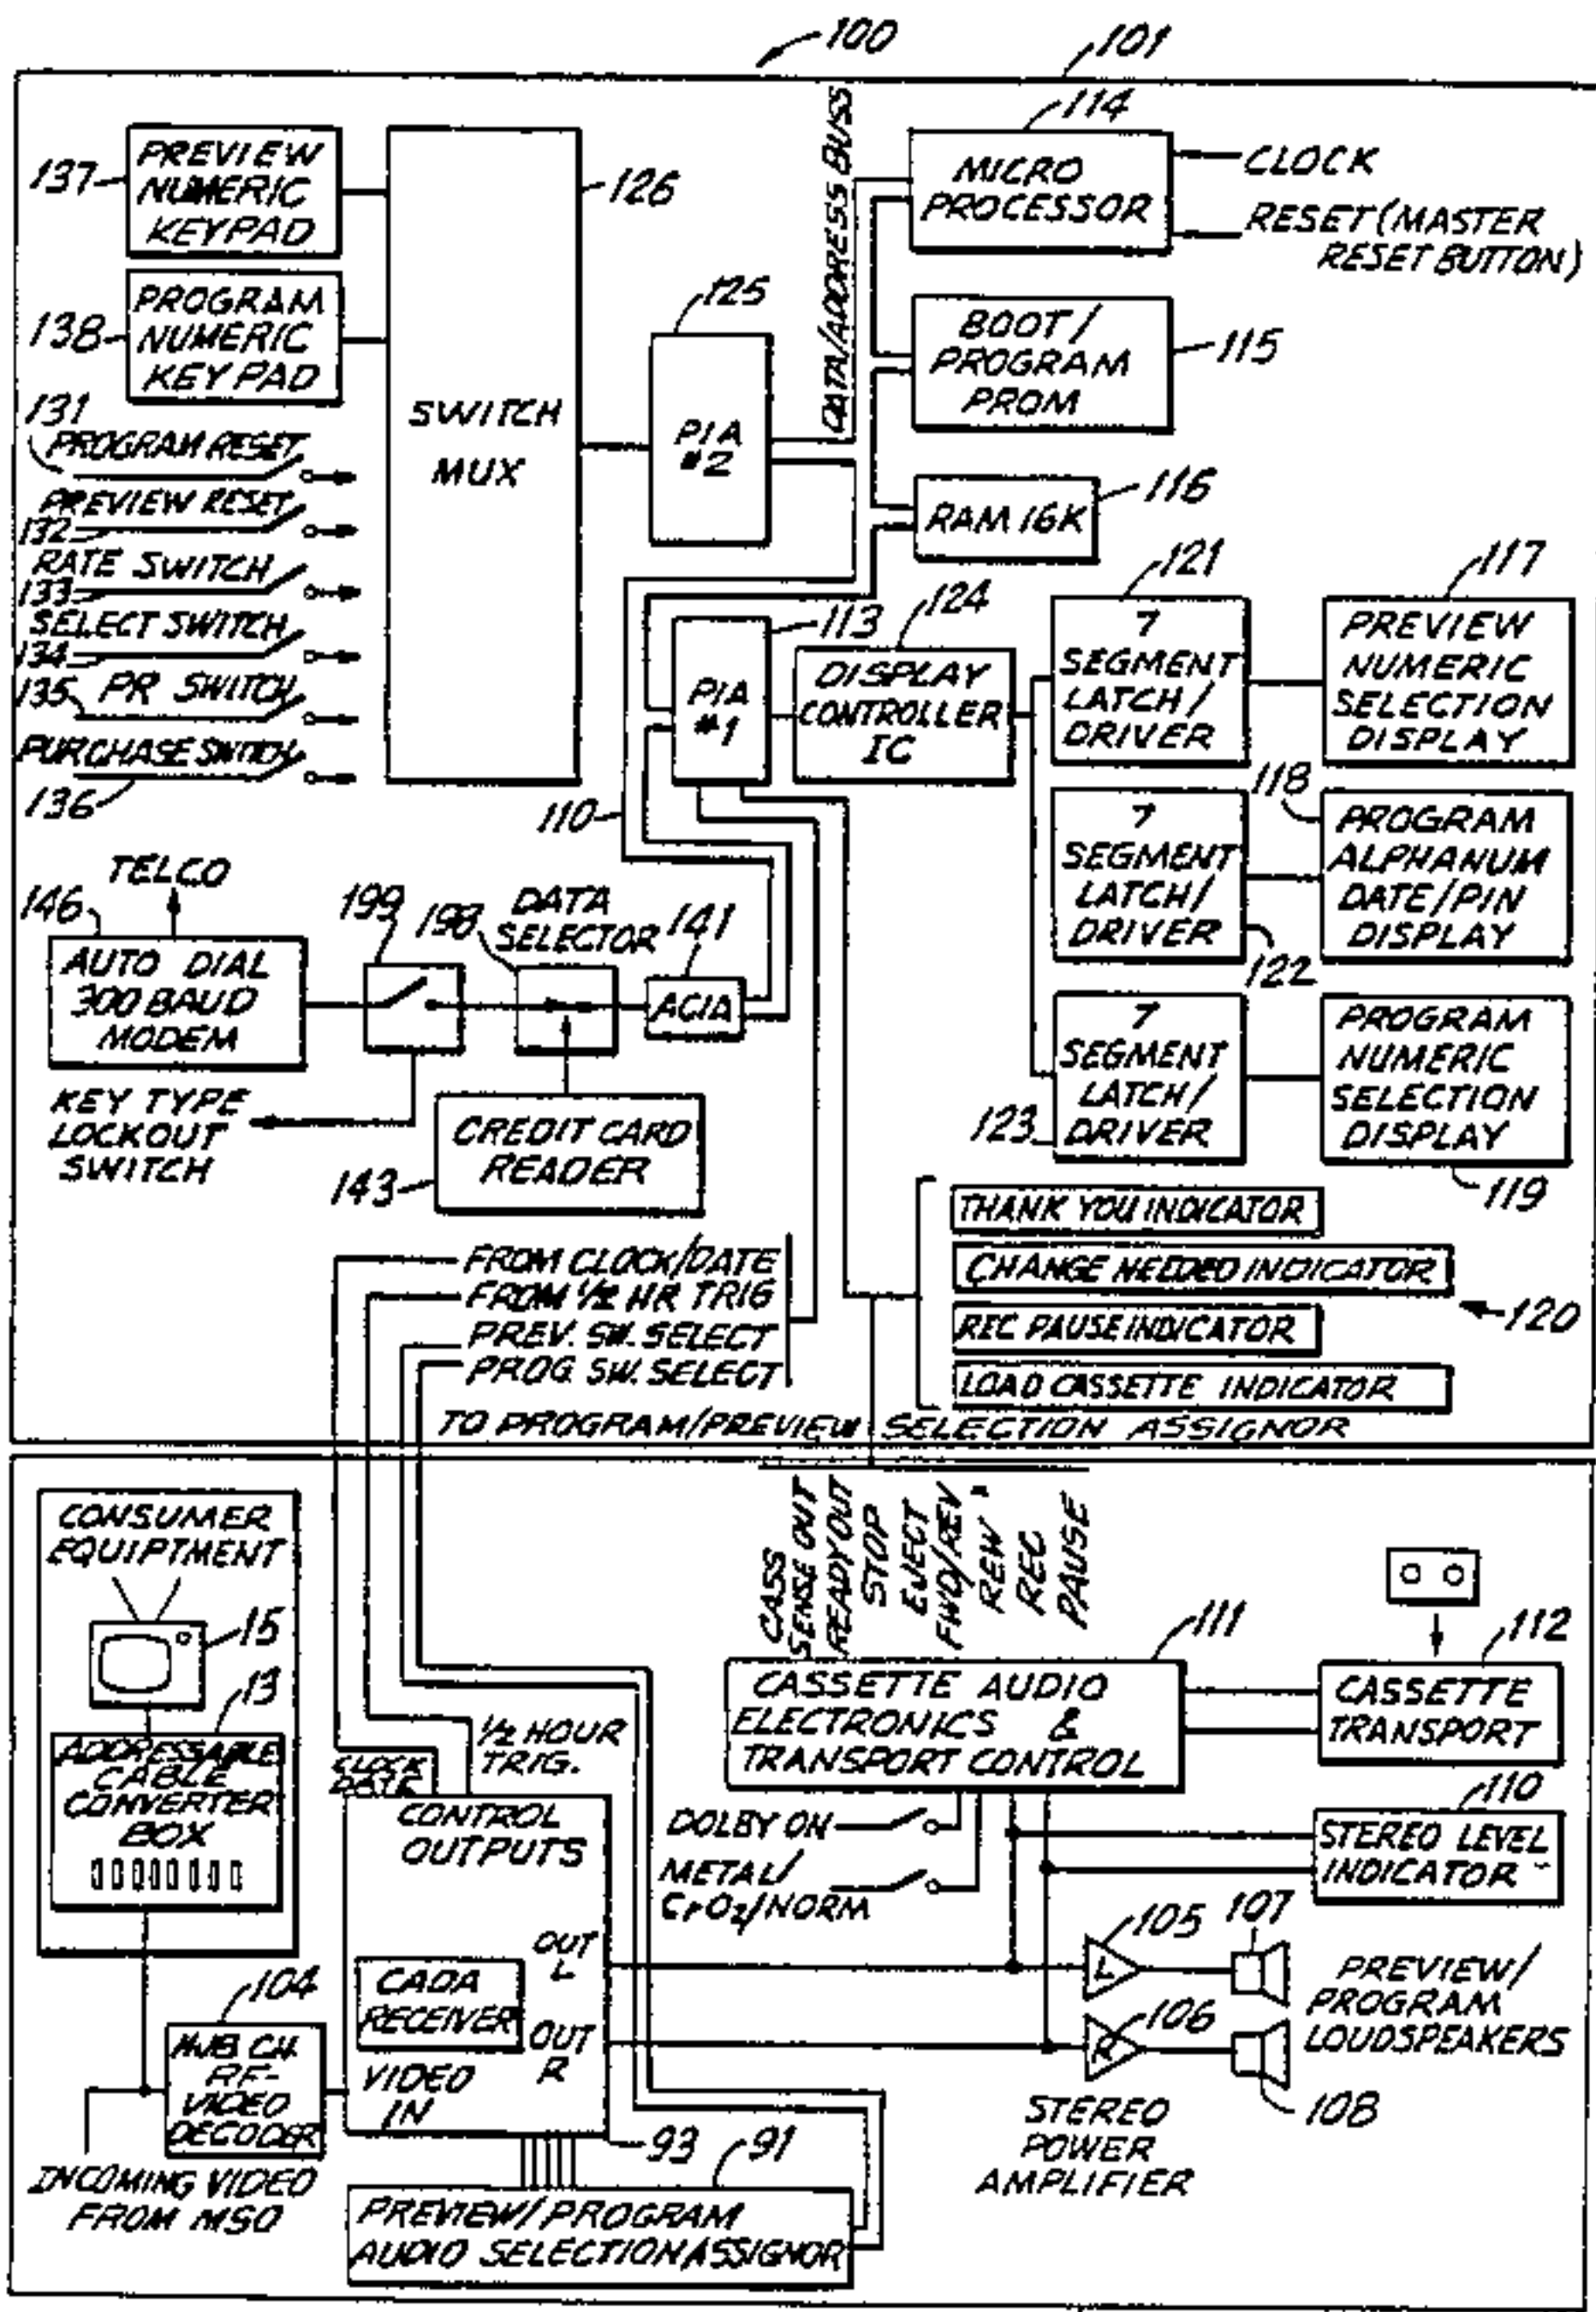 100
101
137
PREVIEW
NUMERIC
KEYPAD
138
PROGRAM
NUMERIC
KEYPAD
126
SWITCH
MUX
131
PROGRAM RESET
PREVIEW RESET
132
RATE SWITCH
133
SELECT SWITCH
134
135
PR SWITCH
PURCHASE SWITCH
136
125
PIA
#2
DATA/ADDRESS BUSS
114
MICRO
PROCESSOR
CLOCK
RESET (MASTER
RESET BUTTON)
BOOT/
PROGRAM
PROM
115
RAM 16K
116
113
PIA
#1
124
DISPLAY
CONTROLLER
IC
121
7
SEGMENT
LATCH/
DRIVER
117
PREVIEW
NUMERIC
SELECTION
DISPLAY
7
SEGMENT
LATCH/
DRIVER
122
118
PROGRAM
ALPHANUM
DATE/PIN
DISPLAY
7
SEGMENT
LATCH/
DRIVER
123
PROGRAM
NUMERIC
SELECTION
DISPLAY
119
110
TELCO
146
AUTO DIAL
300 BAUD
MODEM
199
198
DATA
SELECTOR
141
ACIA
KEY TYPE
LOCKOUT
SWITCH
143
CREDIT CARD
READER
THANK YOU INDICATOR
CHANGE NEEDED INDICATOR
REC PAUSE INDICATOR
LOAD CASSETTE INDICATOR
120
FROM CLOCK/DATE
FROM 1/2 HR TRIG
PREV. SW. SELECT
PROG SW. SELECT
TO PROGRAM/PREVIEW SELECTION ASSIGNOR
CONSUMER
EQUIPTMENT
15
13
ADDRESSABLE
CABLE
CONVERTER
BOX
CASS
SENSE OUT
READY OUT
STOP
EJECT
FWD/REV
REW
REC
PAUSE
111
CASSETTE AUDIO
ELECTRONICS &
TRANSPORT CONTROL
112
CASSETTE
TRANSPORT
110
STEREO LEVEL
INDICATOR
DOLBY ON
METAL/
CrO2/NORM
CLOCK
DATE
1/2 HOUR
TRIG.
CONTROL
OUTPUTS
OUT
L
CADA
RECEIVER
OUT
R
VIDEO
IN
104
RF-
VIDEO
DECODER
INCOMING VIDEO
FROM MSO
93
91
PREVIEW/PROGRAM
AUDIO SELECTION ASSIGNOR
105
L
106
R
107
108
PREVIEW/
PROGRAM
LOUDSPEAKERS
STEREO
POWER
AMPLIFIER